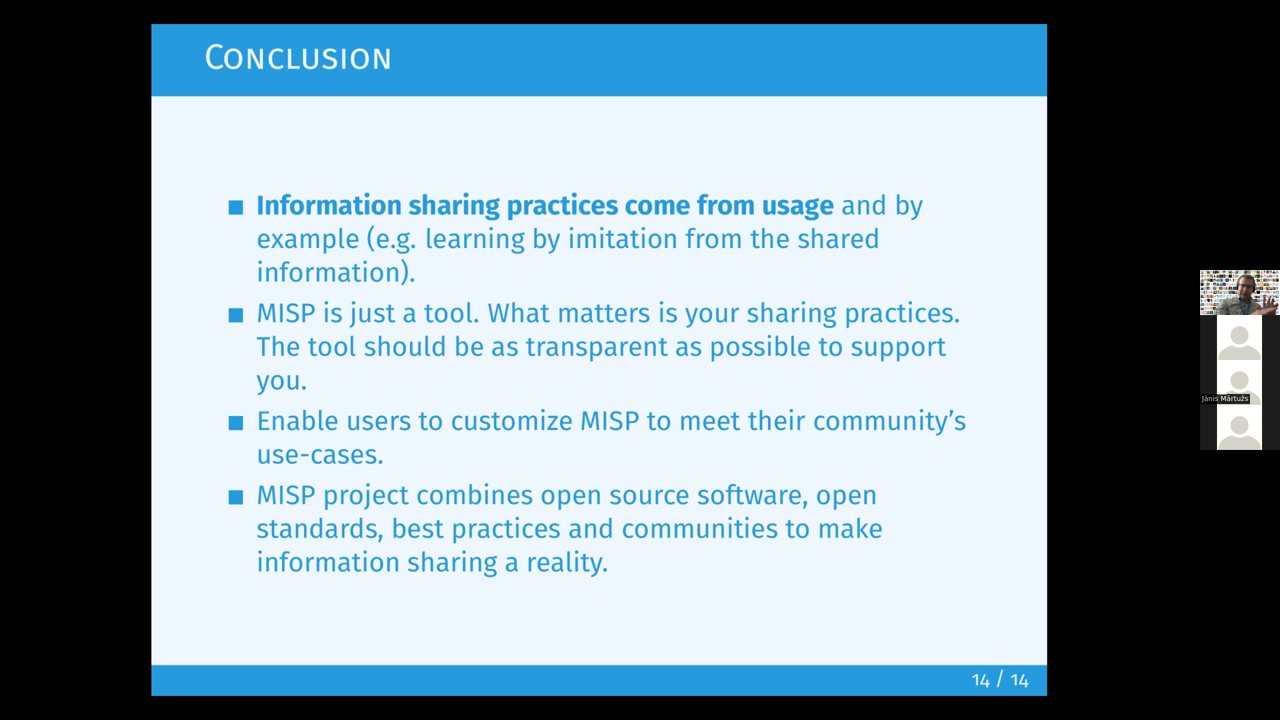 Conclusion
■ Information sharing practices come from usage and by
example (e.g. learning by imitation from the shared
information).
■ MISP is just a tool. What matters is your sharing practices.
The tool should be as transparent as possible to support
you.
■ Enable users to customize MISP to meet their community’s
use-cases.
■ MISP project combines open source software, open
standards, best practices and communities to make
information sharing a reality.
14 / 14
Jānis Mārtužs